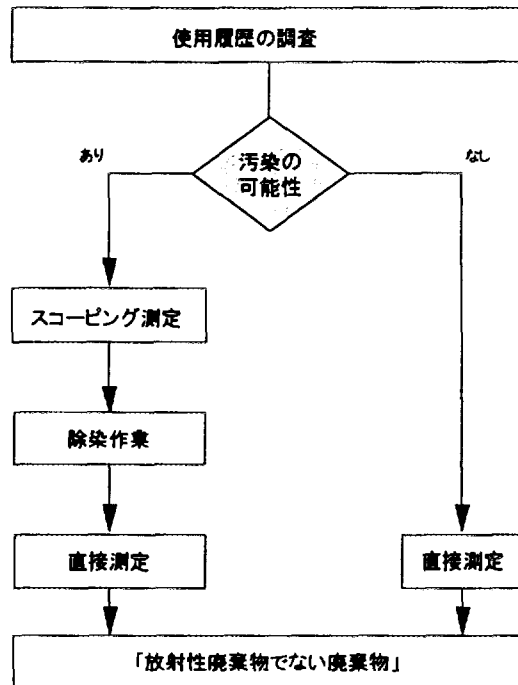 使用履歴の調査
汚染の
可能性
あり
なし
スコーピング測定
除染作業
直接測定
直接測定
「放射性廃棄物でない廃棄物」